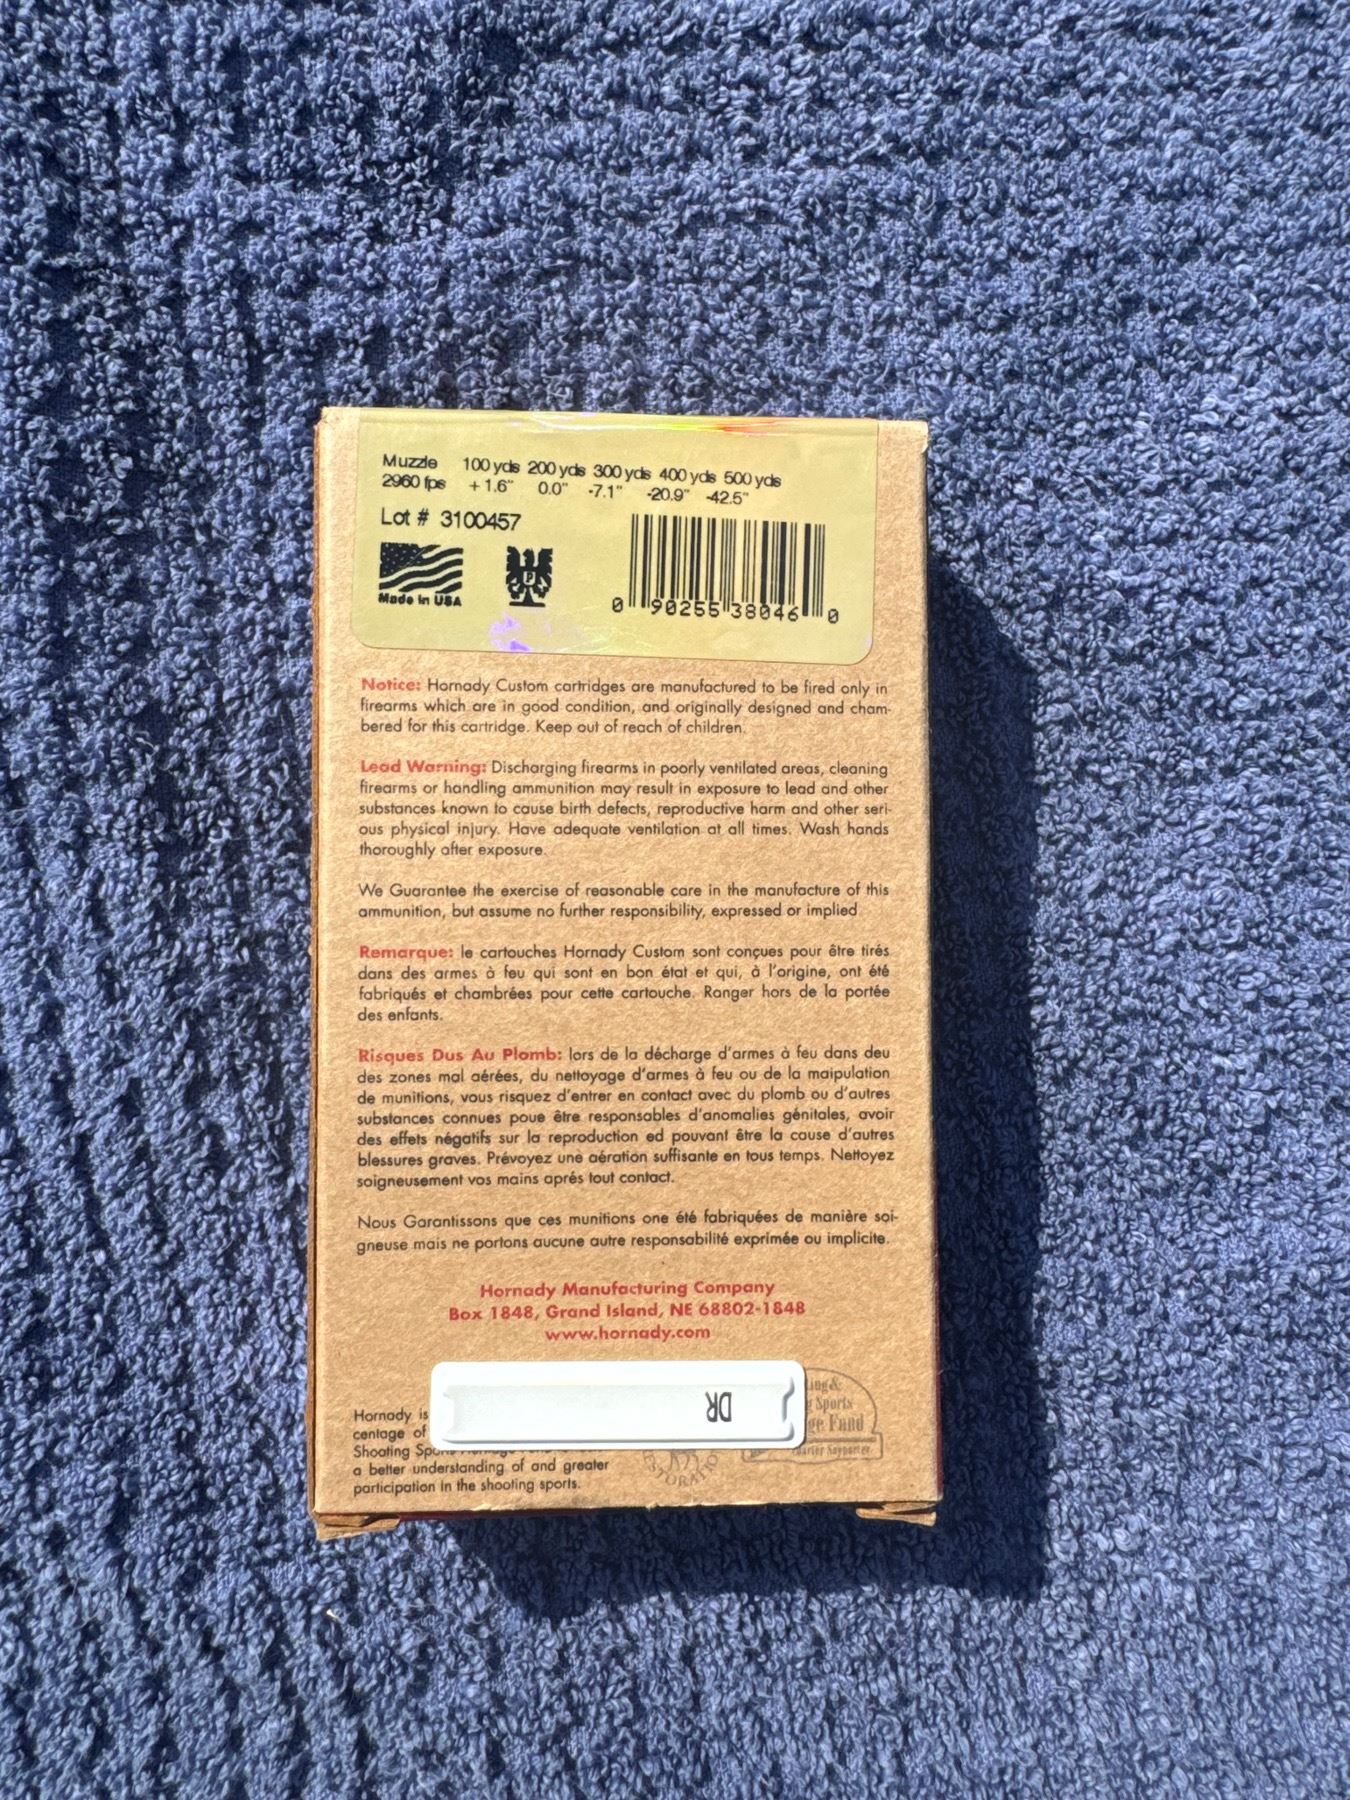 Muzzle 100 yds 200 yds 300 yds 400 yds 500 yds
2960 fps +1.6" 0.0" -7.1" -20.9" -42.5"
Lot # 3100457
Made in USA
P
0 90255 38046 0
Notice: Hornady Custom cartridges are manufactured to be fired only in
firearms which are in good condition, and originally designed and cham-
bered for this cartridge. Keep out of reach of children.
Lead Warning: Discharging firearms in poorly ventilated areas, cleaning
firearms or handling ammunition may result in exposure to lead and other
substances known to cause birth defects, reproductive harm and other seri-
ous physical injury. Have adequate ventilation at all times. Wash hands
thoroughly after exposure.
We Guarantee the exercise of reasonable care in the manufacture of this
ammunition, but assume no further responsibility, expressed or implied
Remarque: le cartouches Hornady Custom sont conçues pour être tirés
dans des armes à feu qui sont en bon état et qui, à l'origine, ont été
fabriqués et chambrées pour cette cartouche. Ranger hors de la portée
des enfants.
Risques Dus Au Plomb: lors de la décharge d'armes à feu dans deu
des zones mal aérées, du nettoyage d'armes à feu ou de la maipulation
de munitions, vous risquez d'entrer en contact avec du plomb ou d'autres
substances connues poue être responsables d'anomalies génitales, avoir
des effets négatifs sur la reproduction ed pouvant être la cause d'autres
blessures graves. Prévoyez une aération suffisante en tous temps. Nettoyez
soigneusement vos mains aprés tout contact.
Nous Garantissons que ces munitions one été fabriquées de manière soi-
gneuse mais ne portons aucune autre responsabilité exprimée ou implicite.
Hornady Manufacturing Company
Box 1848, Grand Island, NE 68802-1848
www.hornady.com
DR
Hornady is
centage of
Shooting
a better understanding of and greater
participation in the shooting sports.
Sports
Fund
Supporter